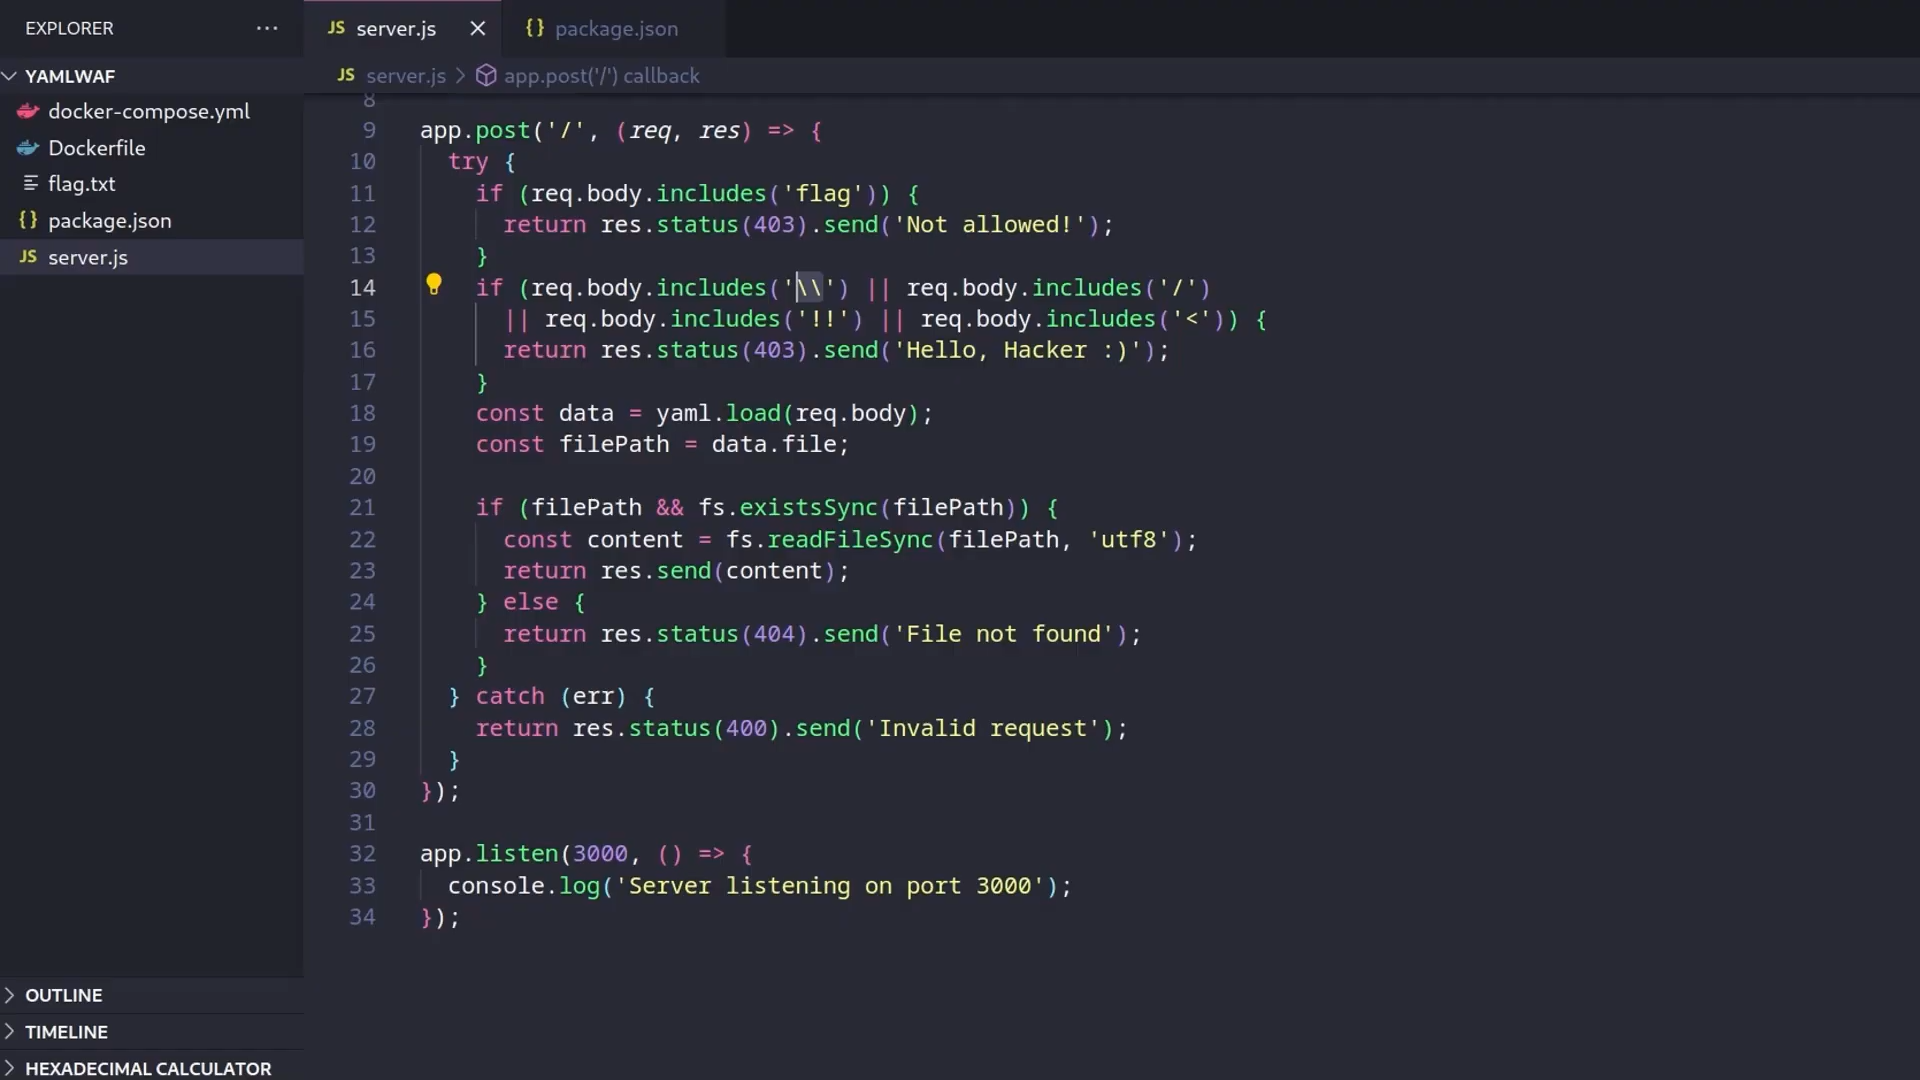 EXPLORER
YAMLWAF
docker-compose.yml
Dockerfile
flag.txt
{} package.json
JS server.js
OUTLINE
TIMELINE
HEXADECIMAL CALCULATOR
JS server.js
{} package.json
JS server.js > app.post('/') callback
8
9 app.post('/', (req, res) => {
10 try {
11 if (req.body.includes('flag')) {
12 return res.status(403).send('Not allowed!');
13 }
14 if (req.body.includes('\\') || req.body.includes('/')
15 || req.body.includes('!!') || req.body.includes('<')) {
16 return res.status(403).send('Hello, Hacker :)');
17 }
18 const data = yaml.load(req.body);
19 const filePath = data.file;
20
21 if (filePath && fs.existsSync(filePath)) {
22 const content = fs.readFileSync(filePath, 'utf8');
23 return res.send(content);
24 } else {
25 return res.status(404).send('File not found');
26 }
27 } catch (err) {
28 return res.status(400).send('Invalid request');
29 }
30 });
31
32 app.listen(3000, () => {
33 console.log('Server listening on port 3000');
34 });